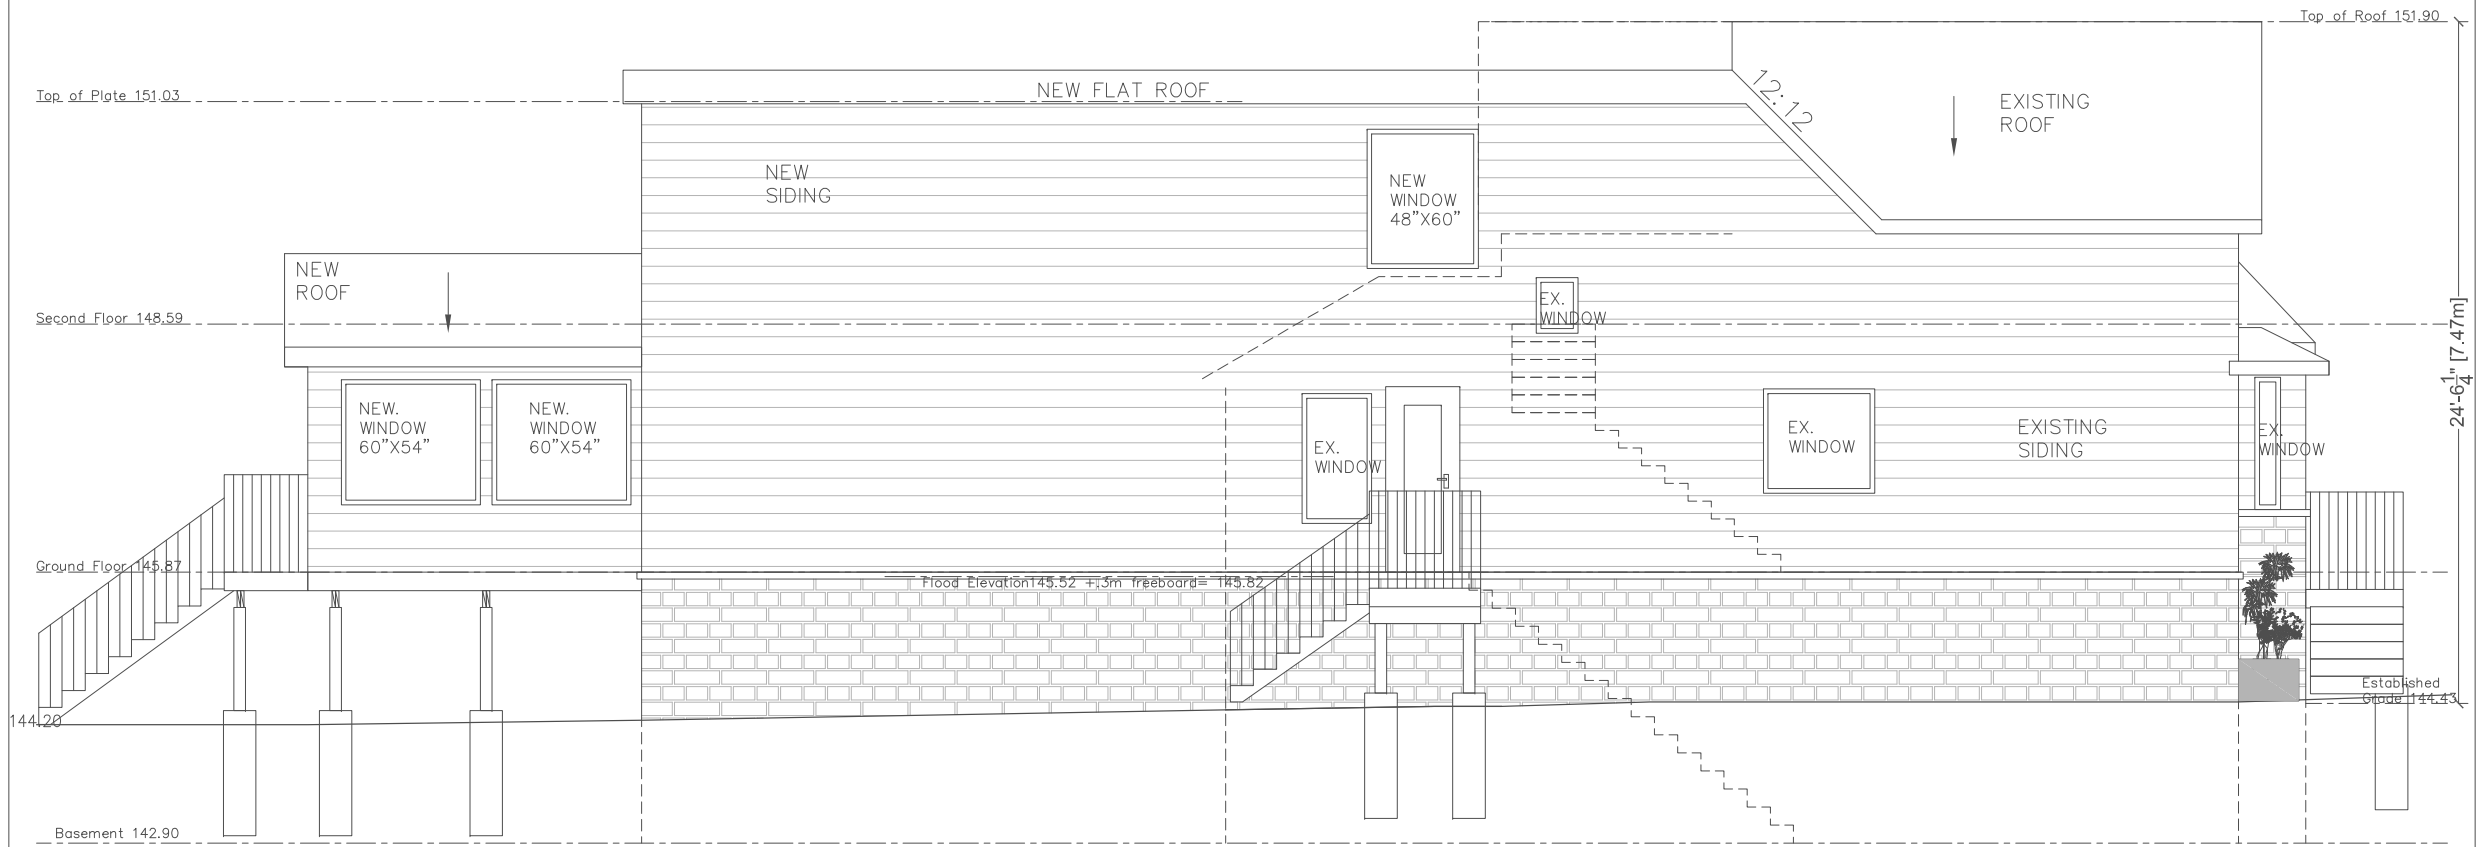 Top of Roof 151.90
Top of Plate 151.03
NEW FLAT ROOF
12:12
EXISTING
ROOF
NEW
SIDING
NEW
WINDOW
48"X60"
NEW
ROOF
EX.
WINDOW
Second Floor 148.59
24'-6 1/4" [7.47m]
NEW.
WINDOW
60"X54"
NEW.
WINDOW
60"X54"
EX.
WINDOW
EX.
WINDOW
EXISTING
SIDING
EX.
WINDOW
Ground Floor 145.87
Flood Elevation145.52 +.3m freeboard= 145.82
Established
Grade 144.43
144.20
Basement 142.90